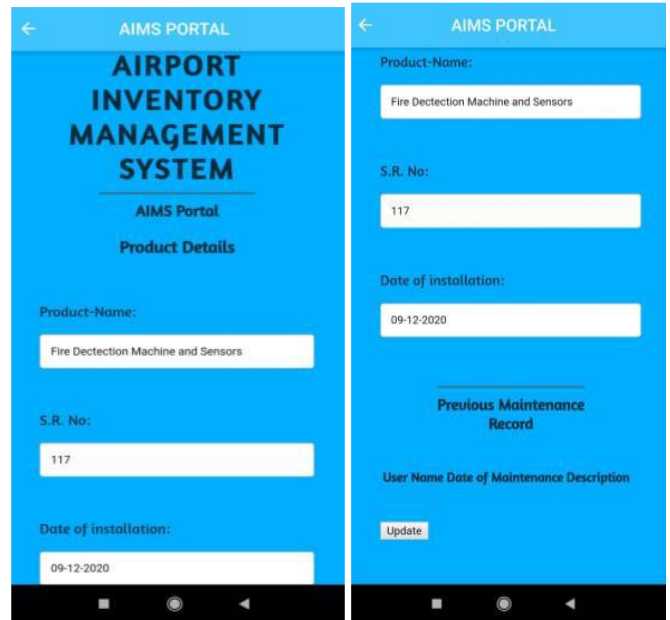 AIMS PORTAL
AIRPORT
INVENTORY
MANAGEMENT
SYSTEM
AIMS Portal
Product Details
Product-Name:
Fire Dectection Machine and Sensors
S.R. No:
117
Date of installation:
09-12-2020
AIMS PORTAL
Product-Name:
Fire Dectection Machine and Sensors
S.R. No:
117
Date of installation:
09-12-2020
Previous Maintenance
Record
User Name Date of Maintenance Description
Update